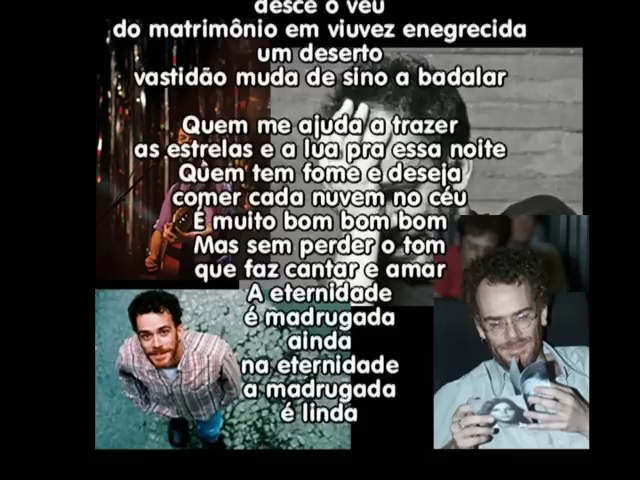 desce o véu
do matrimônio em viuvez enegrecida
um deserto
vastidão muda de sino a badalar
Quem me ajuda a trazer
as estrelas e a lua pra essa noite
Quem tem fome e deseja
comer cada nuvem no céu
É muito bom bom bom
Mas sem perder o tom
que faz cantar e amar
A eternidade
é madrugada
ainda
na eternidade
a madrugada
é linda